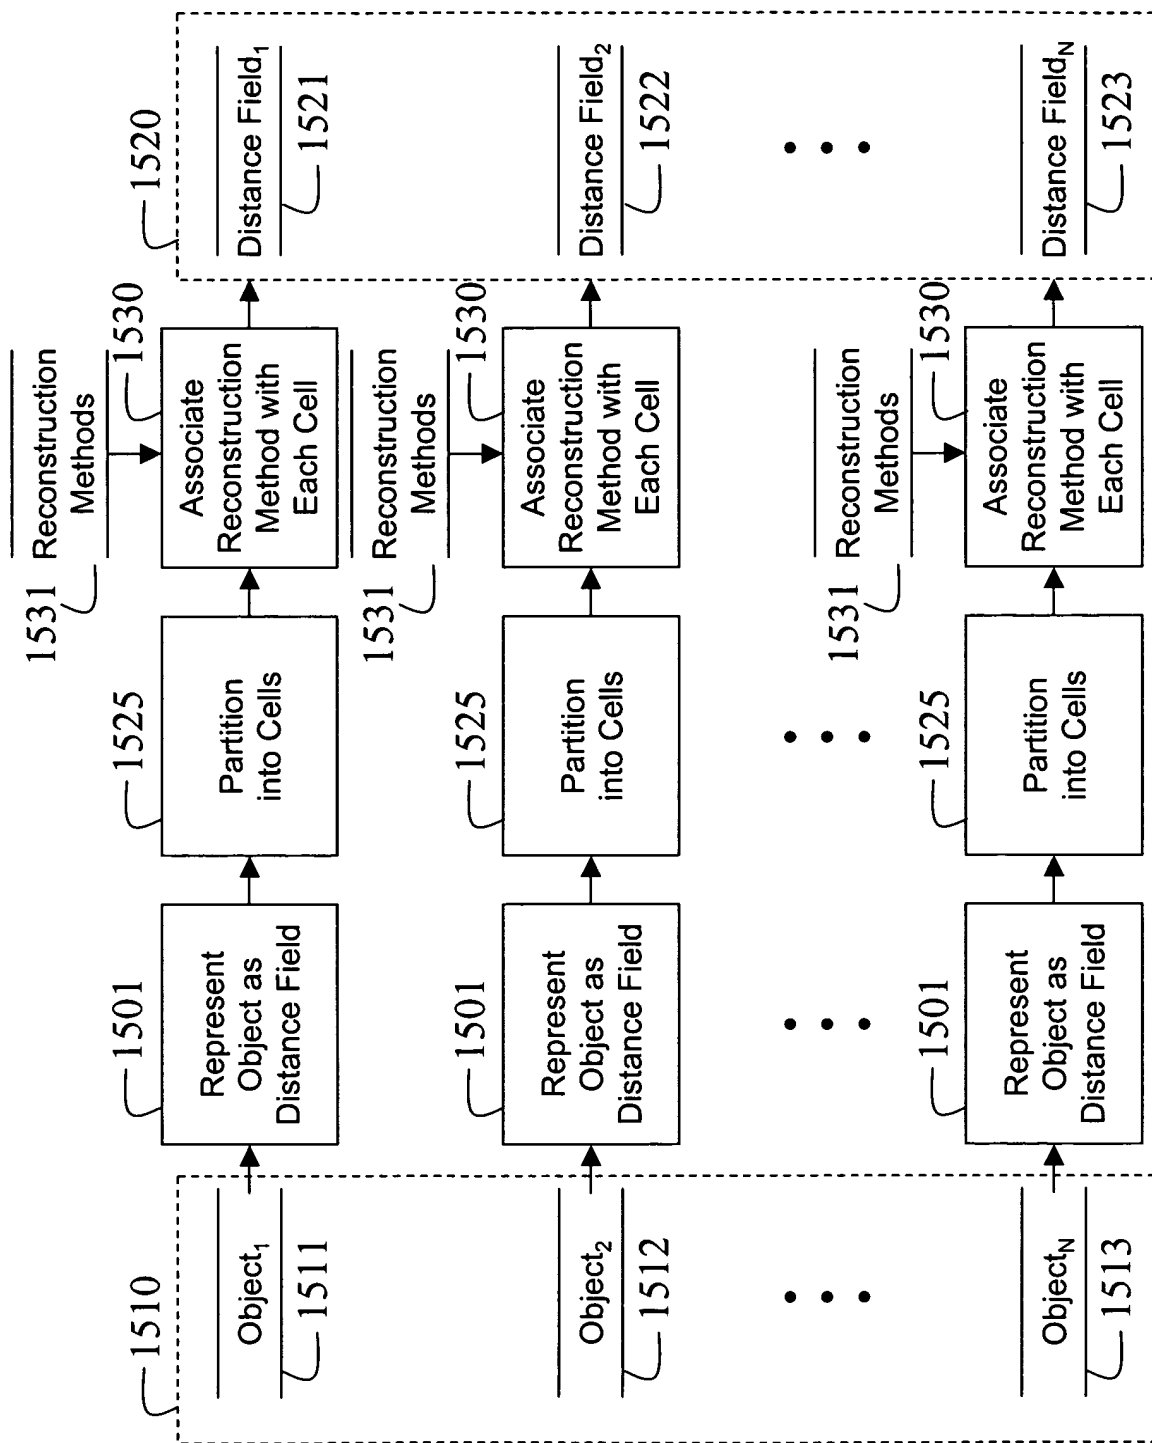 1510
Object1
1511
1501
Represent
Object as
Distance Field
1525
Partition
into Cells
1531
Reconstruction
Methods
1530
Associate
Reconstruction
Method with
Each Cell
1520
Distance Field1
1521
Object2
1512
1501
Represent
Object as
Distance Field
1525
Partition
into Cells
1531
Reconstruction
Methods
1530
Associate
Reconstruction
Method with
Each Cell
Distance Field2
1522
ObjectN
1513
1501
Represent
Object as
Distance Field
1525
Partition
into Cells
1531
Reconstruction
Methods
1530
Associate
Reconstruction
Method with
Each Cell
Distance FieldN
1523